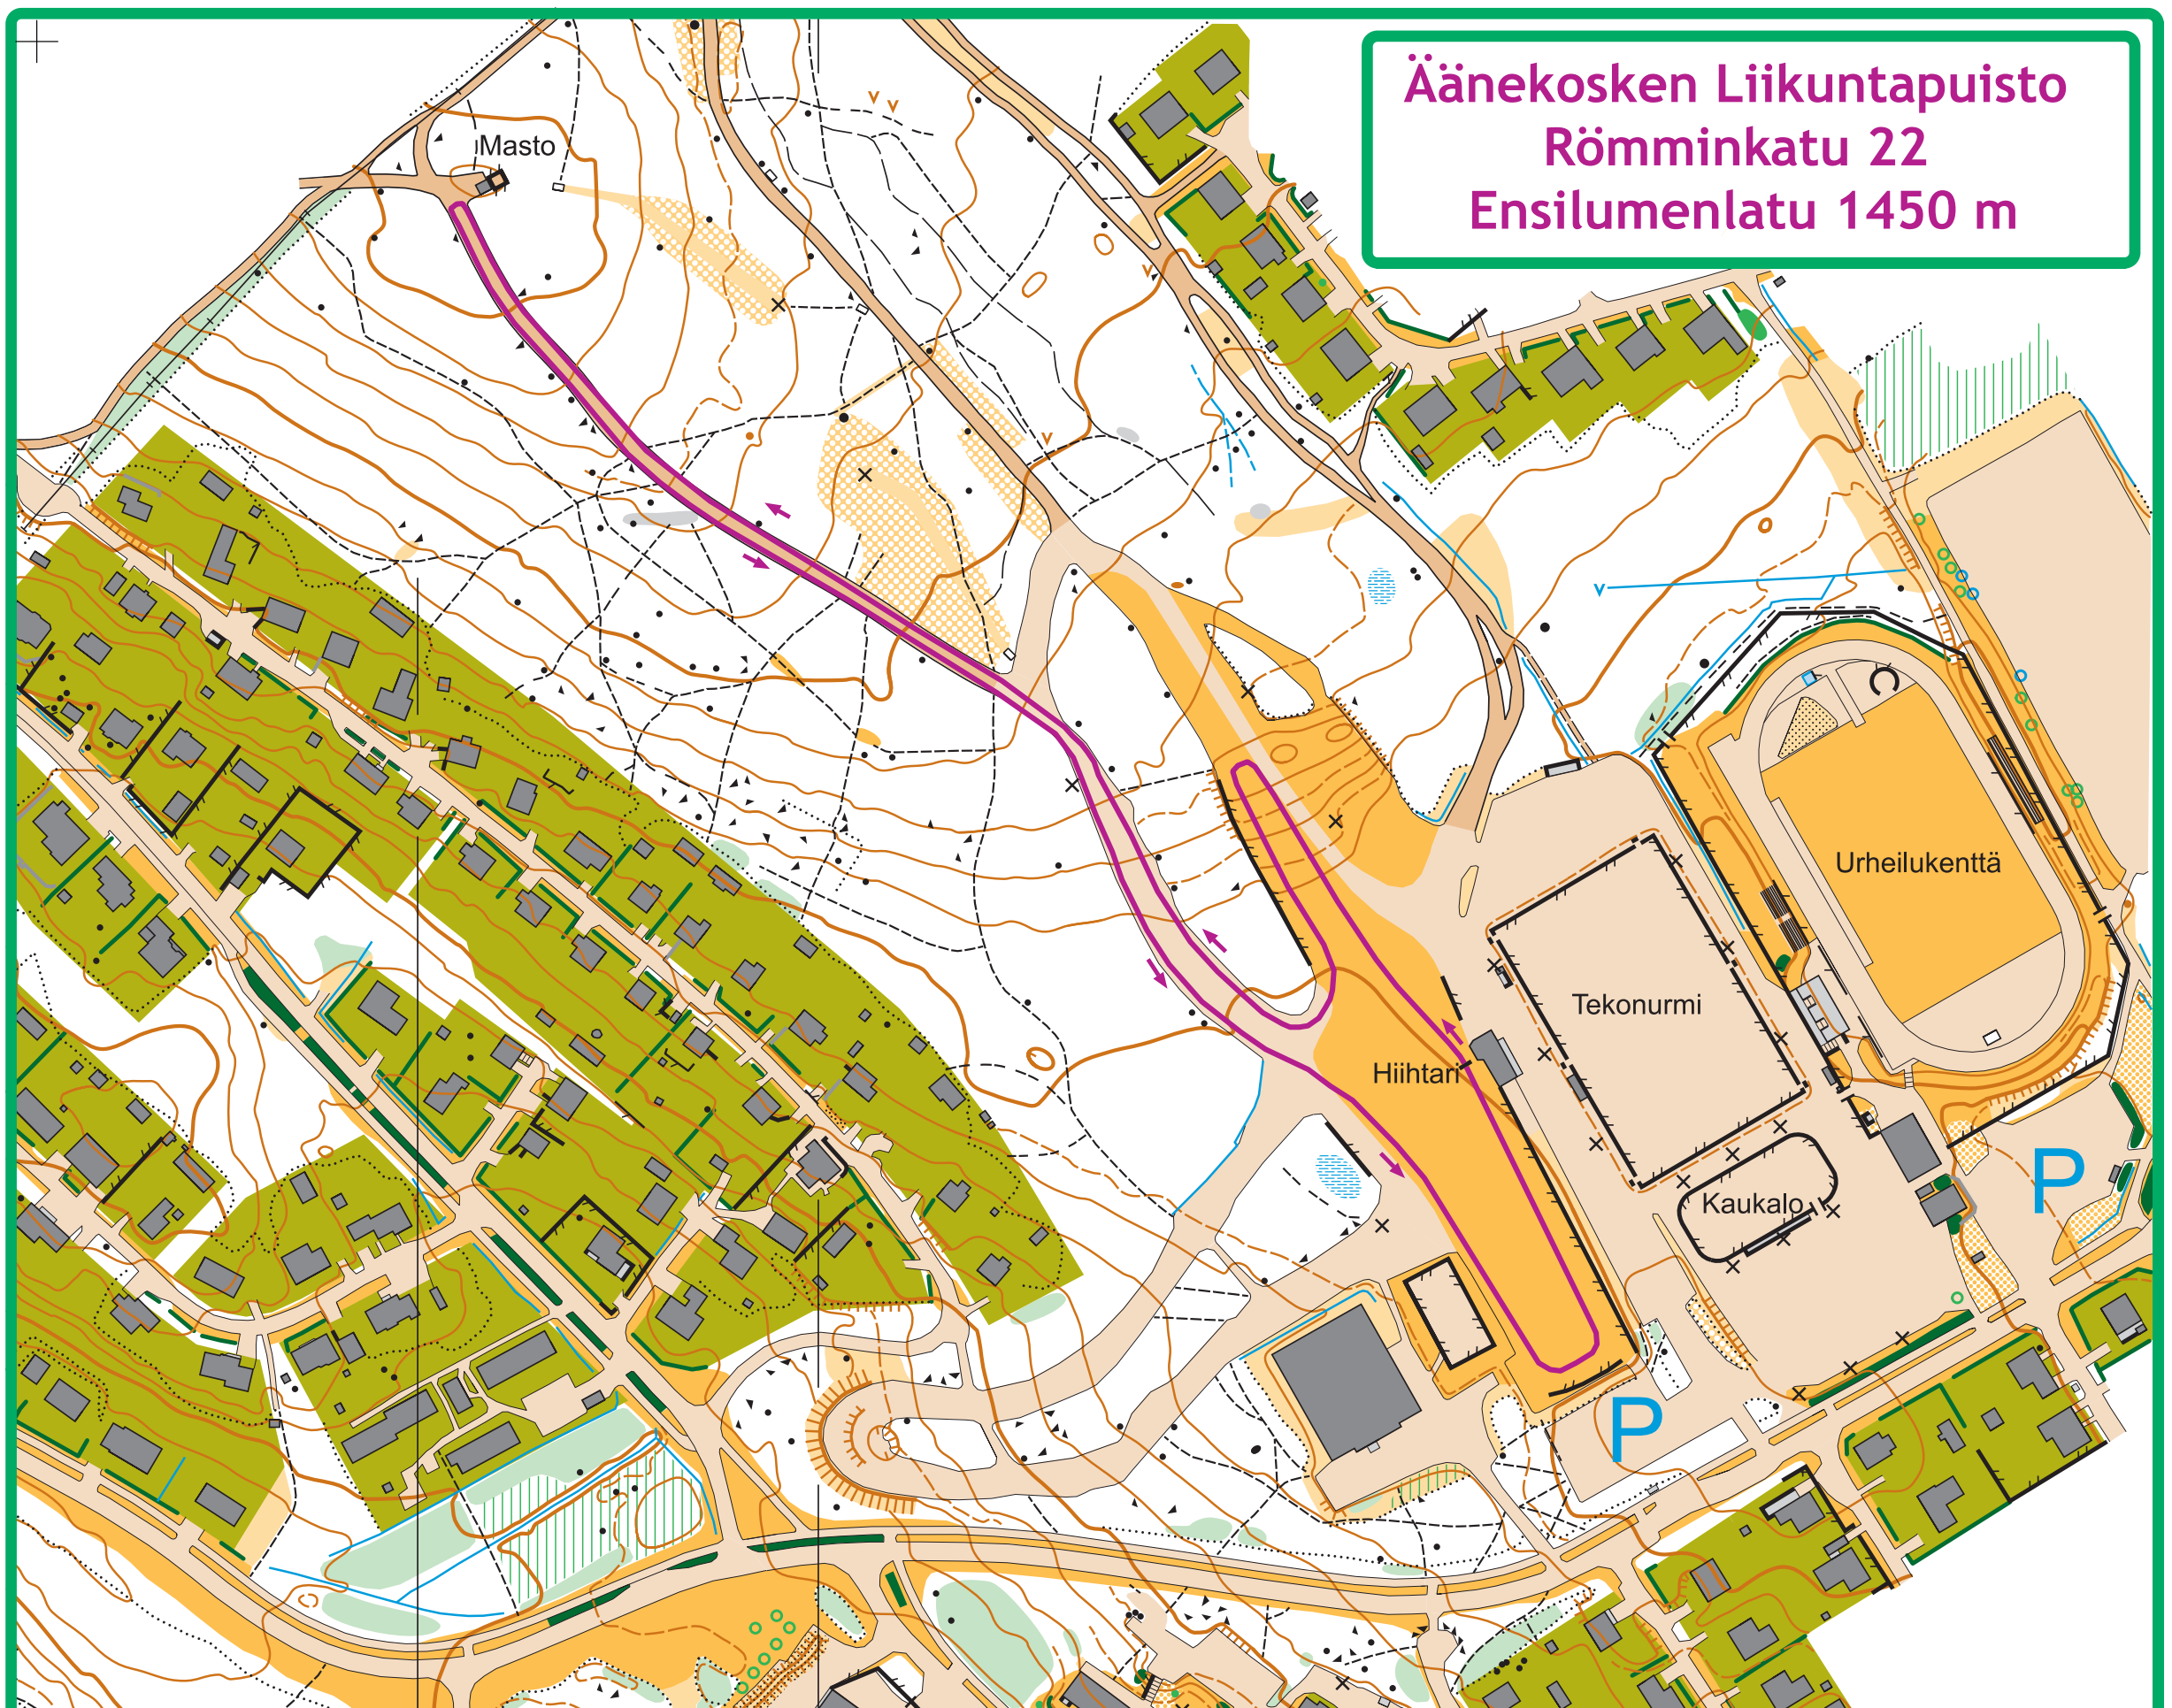 Äänekosken Liikuntapuisto
Römminkatu 22
Ensilumenlatu 1450 m
Masto
Urheilukenttä
Tekonurmi
Hiihtari
Kaukalo
P
P